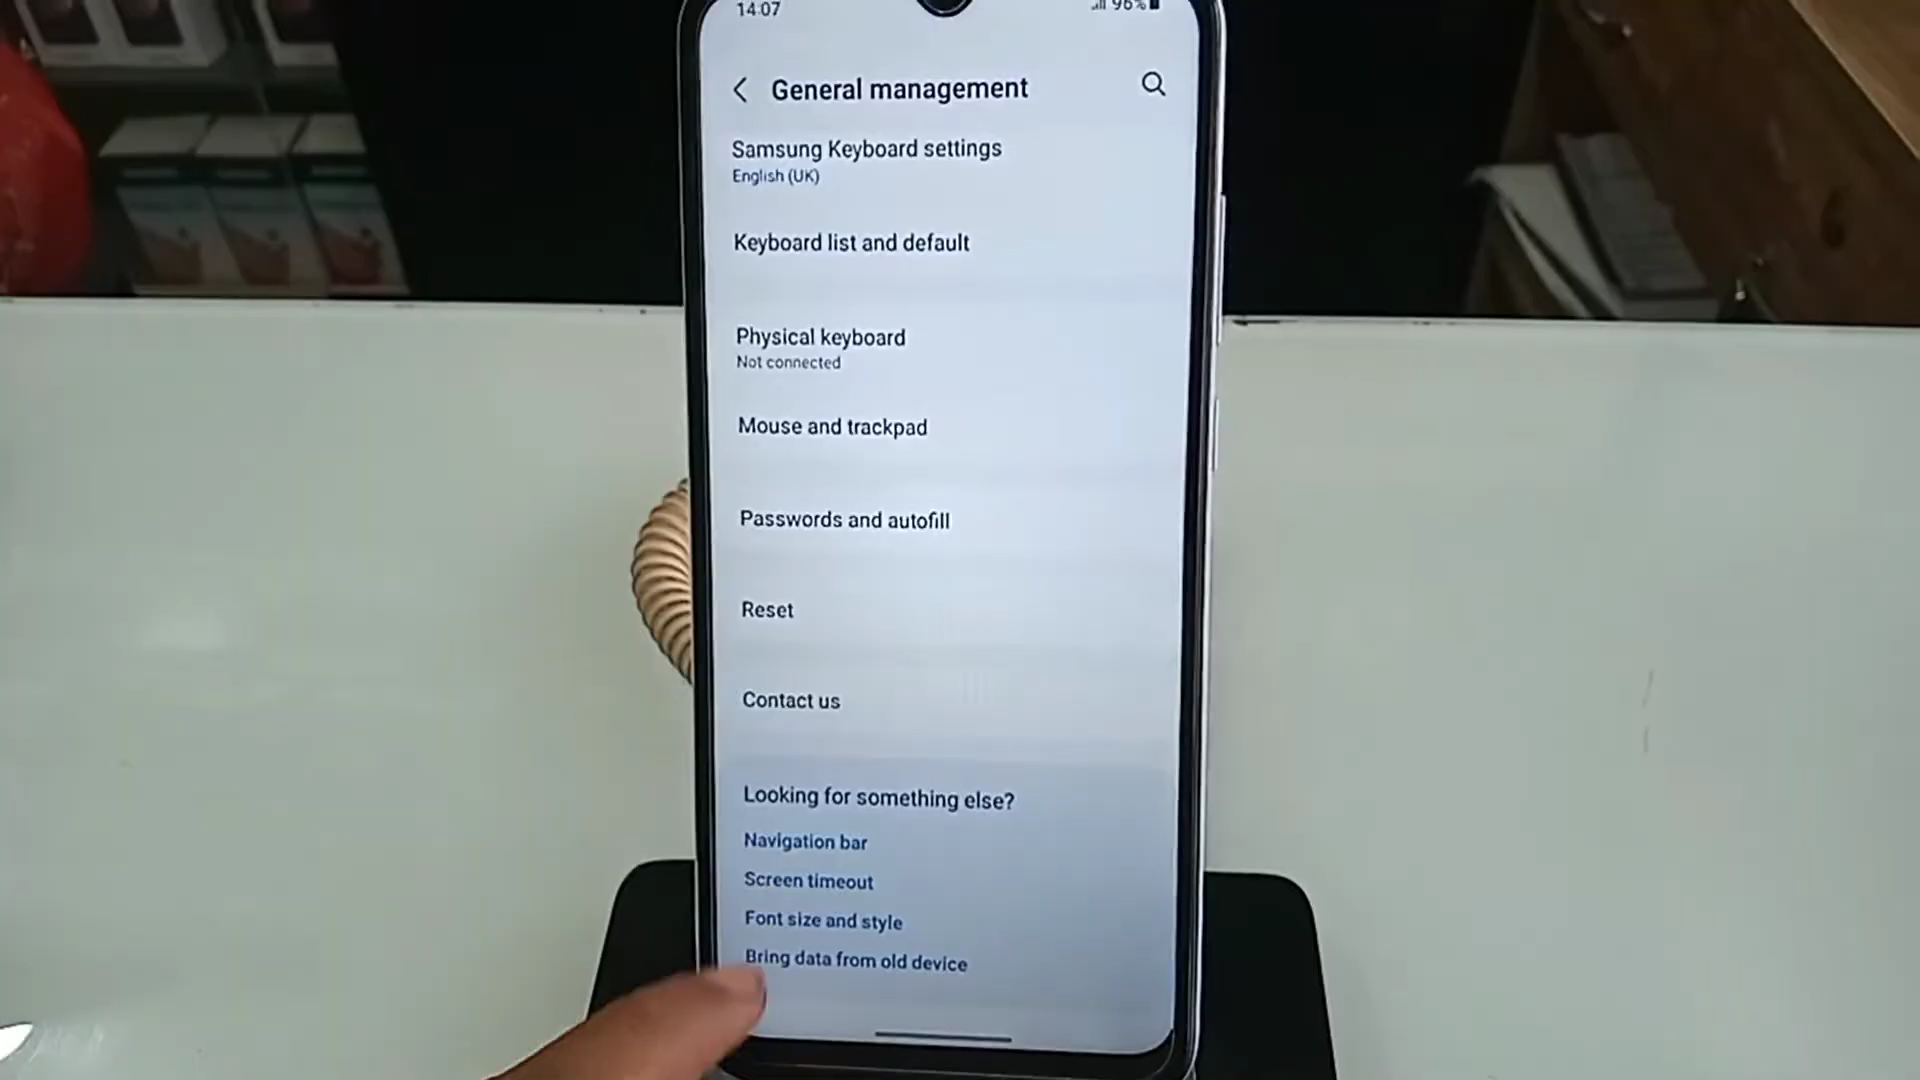 14:07
96%
General management
Samsung Keyboard settings
English (UK)
Keyboard list and default
Physical keyboard
Not connected
Mouse and trackpad
Passwords and autofill
Reset
Contact us
Looking for something else?
Navigation bar
Screen timeout
Font size and style
Bring data from old device